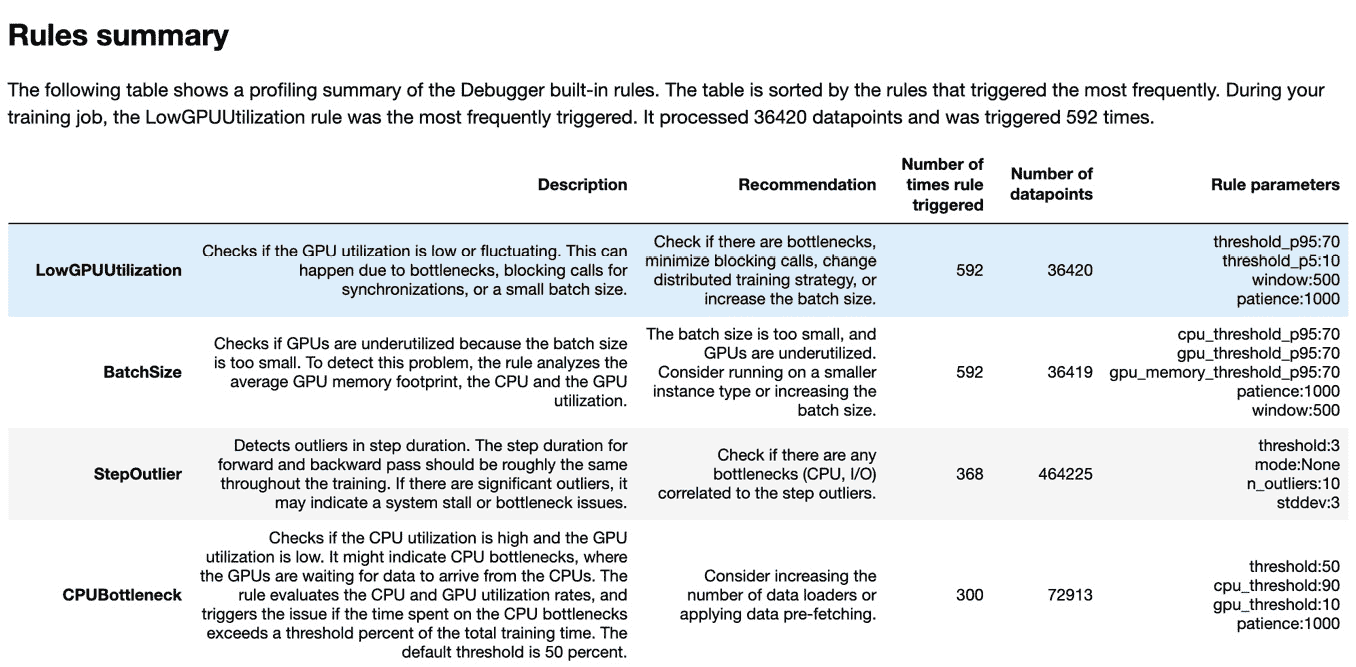 Rules summary
The following table shows a profiling summary of the Debugger built-in rules. The table is sorted by the rules that triggered the most frequently. During your
training job, the LowGPUUtilization rule was the most frequently triggered. It processed 36420 datapoints and was triggered 592 times.
Description
Recommendation
Number of
times rule
triggered
Number of
datapoints
Rule parameters
LowGPUUtilization
Checks if the GPU utilization is low or fluctuating. This can
happen due to bottlenecks, blocking calls for
synchronizations, or a small batch size.
Check if there are bottlenecks,
minimize blocking calls, change
distributed training strategy, or
increase the batch size.
592
36420
threshold_p95:70
threshold_p5:10
window:500
patience:1000
BatchSize
Checks if GPUs are underutilized because the batch size
is too small. To detect this problem, the rule analyzes the
average GPU memory footprint, the CPU and the GPU
utilization.
The batch size is too small, and
GPUs are underutilized.
Consider running on a smaller
instance type or increasing the
batch size.
592
36419
cpu_threshold_p95:70
gpu_threshold_p95:70
gpu_memory_threshold_p95:70
patience:1000
window:500
StepOutlier
Detects outliers in step duration. The step duration for
forward and backward pass should be roughly the same
throughout the training. If there are significant outliers, it
may indicate a system stall or bottleneck issues.
Check if there are any
bottlenecks (CPU, I/O)
correlated to the step outliers.
368
464225
threshold:3
mode:None
n_outliers:10
stddev:3
CPUBottleneck
Checks if the CPU utilization is high and the GPU
utilization is low. It might indicate CPU bottlenecks, where
the GPUs are waiting for data to arrive from the CPUs. The
rule evaluates the CPU and GPU utilization rates, and
triggers the issue if the time spent on the CPU bottlenecks
exceeds a threshold percent of the total training time. The
default threshold is 50 percent.
Consider increasing the
number of data loaders or
applying data pre-fetching.
300
72913
threshold:50
cpu_threshold:90
gpu_threshold:10
patience:1000